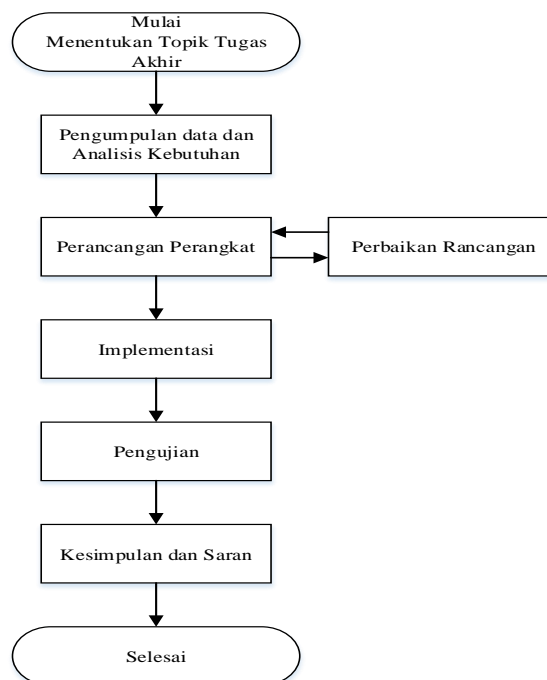 Mulai
Menentukan Topik Tugas
Akhir
Pengumpulan data dan
Analisis Kebutuhan
Perancangan Perangkat
Perbaikan Rancangan
Implementasi
Pengujian
Kesimpulan dan Saran
Selesai